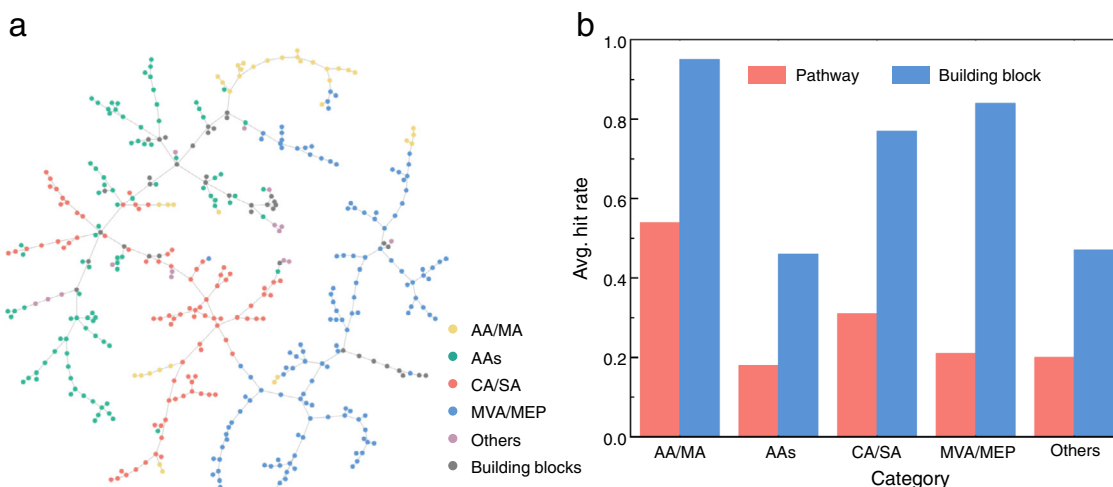 a
AA/MA
AAs
CA/SA
MVA/MEP
Others
Building blocks
b
Pathway
Building block
Avg. hit rate
1.0
0.8
0.6
0.4
0.2
0.0
AA/MA
AAs
CA/SA
MVA/MEP
Others
Category